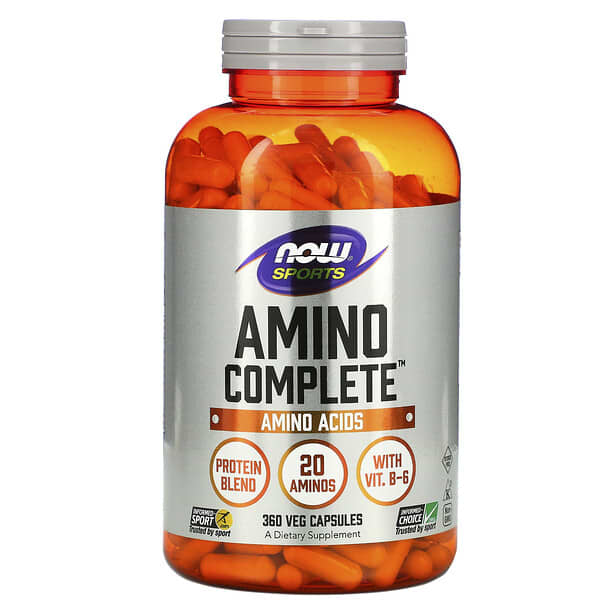 NOW®
SPORTS
AMINO
COMPLETE™
AMINO ACIDS
PROTEIN
BLEND
20
AMINOS
WITH
VIT. B-6
INFORMED-
SPORT
Trusted by sport
360 VEG CAPSULES
A Dietary Supplement
INFORMED-
CHOICE
Trusted by sport